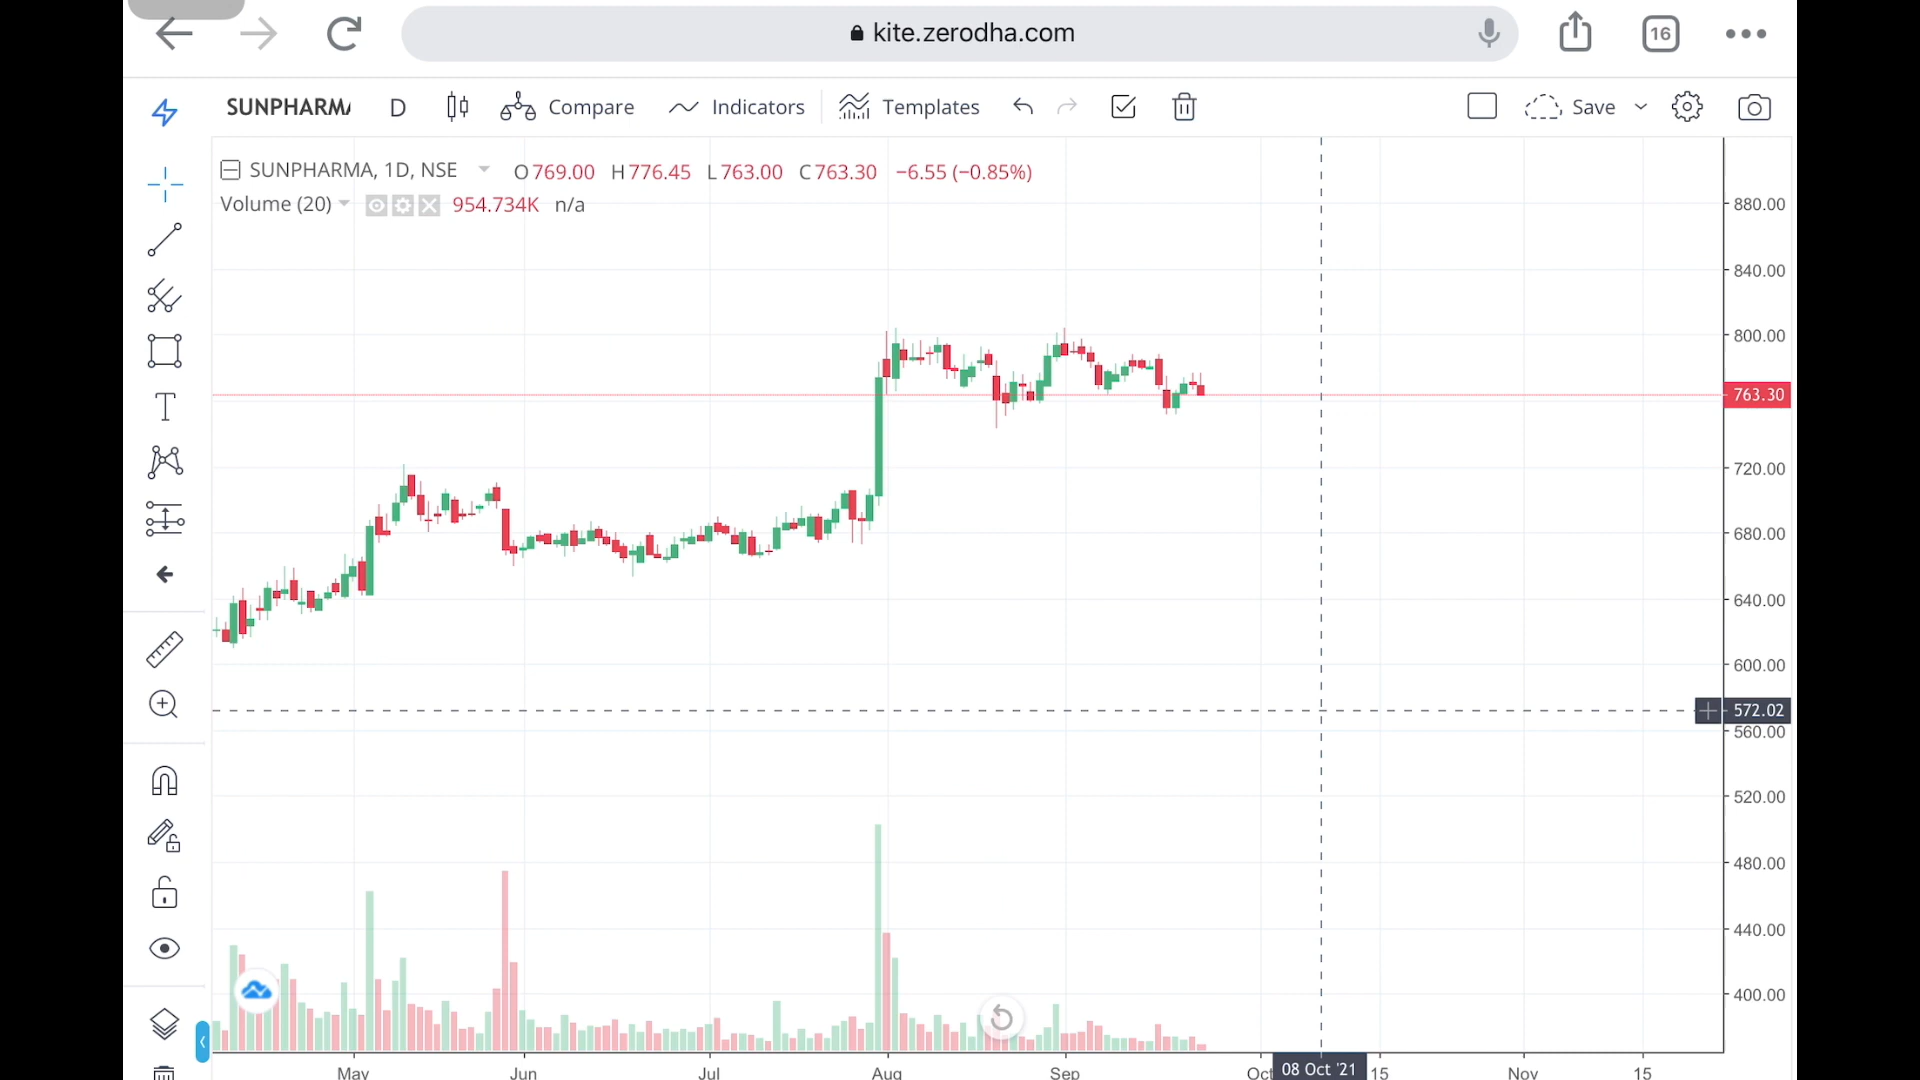 kite.zerodha.com
16
SUNPHARMA
D
Compare
Indicators
Templates
Save
SUNPHARMA, 1D, NSE
O769.00 H776.45 L763.00 C763.30 −6.55 (−0.85%)
Volume (20)
954.734K n/a
880.00
840.00
800.00
763.30
720.00
680.00
640.00
600.00
572.02
560.00
520.00
480.00
440.00
400.00
May
Jun
Jul
Aug
Sep
Oct
08 Oct '21
15
Nov
15